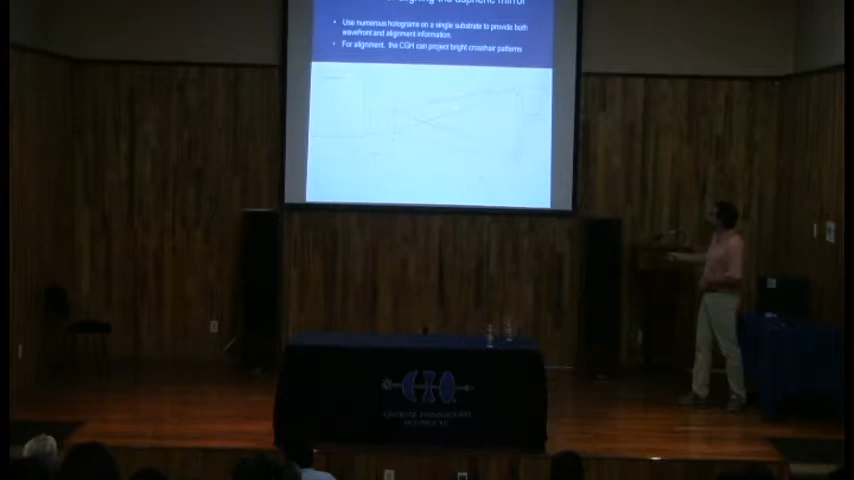 aligning the aspheric mirror
• Use numerous holograms on a single substrate to provide both
wavefront and alignment information.
• For alignment, the CGH can project bright crosshair patterns